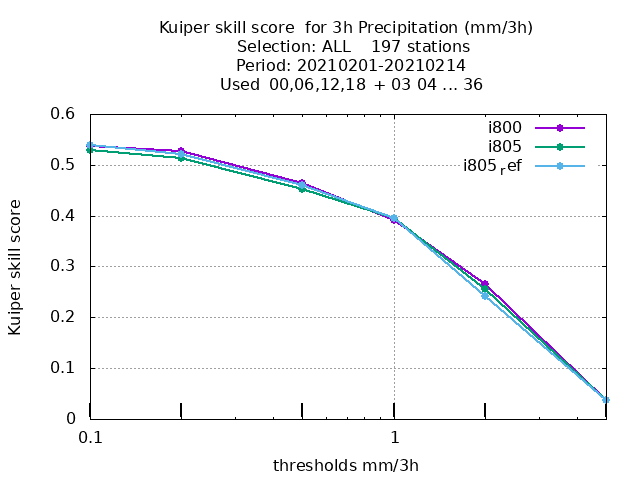 Kuiper skill score  for 3h Precipitation (mm/3h)
Selection: ALL    197 stations
Period: 20210201-20210214
Used 00,06,12,18 + 03 04 ... 36
0.6
0.5
0.4
0.3
0.2
0.1
0
Kuiper skill score
i800
i805
i805ref
0.1
1
thresholds mm/3h